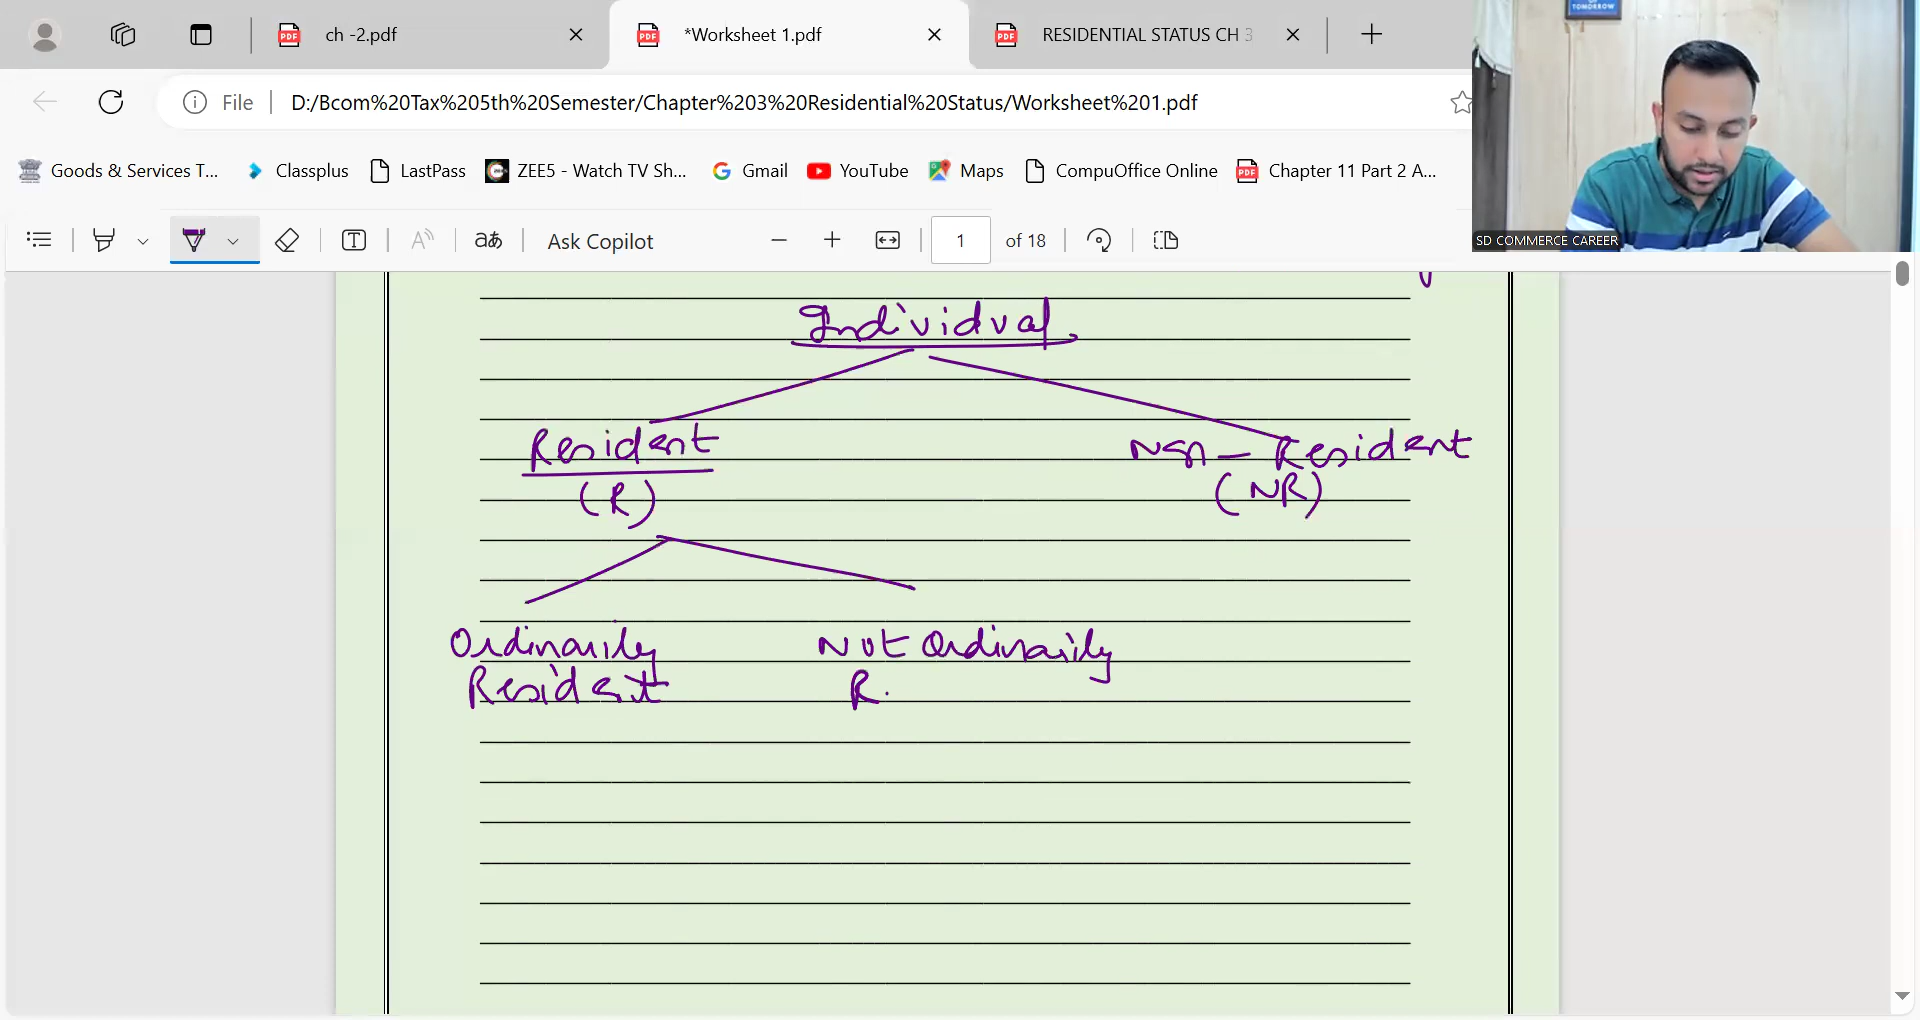 TOMORROW
ch -2.pdf
*Worksheet 1.pdf
RESIDENTIAL STATUS CH 3
File
D:/Bcom%20Tax%205th%20Semester/Chapter%203%20Residential%20Status/Worksheet%201.pdf
Goods & Services T...
Classplus
LastPass
ZEE5 - Watch TV Sh...
Gmail
YouTube
Maps
CompuOffice Online
Chapter 11 Part 2 A...
Ask Copilot
1 of 18
SD COMMERCE CAREER
Individual
Resident
Non - Resident
(R)
(NR)
Ordinarily
Not Ordinarily
Resident
R